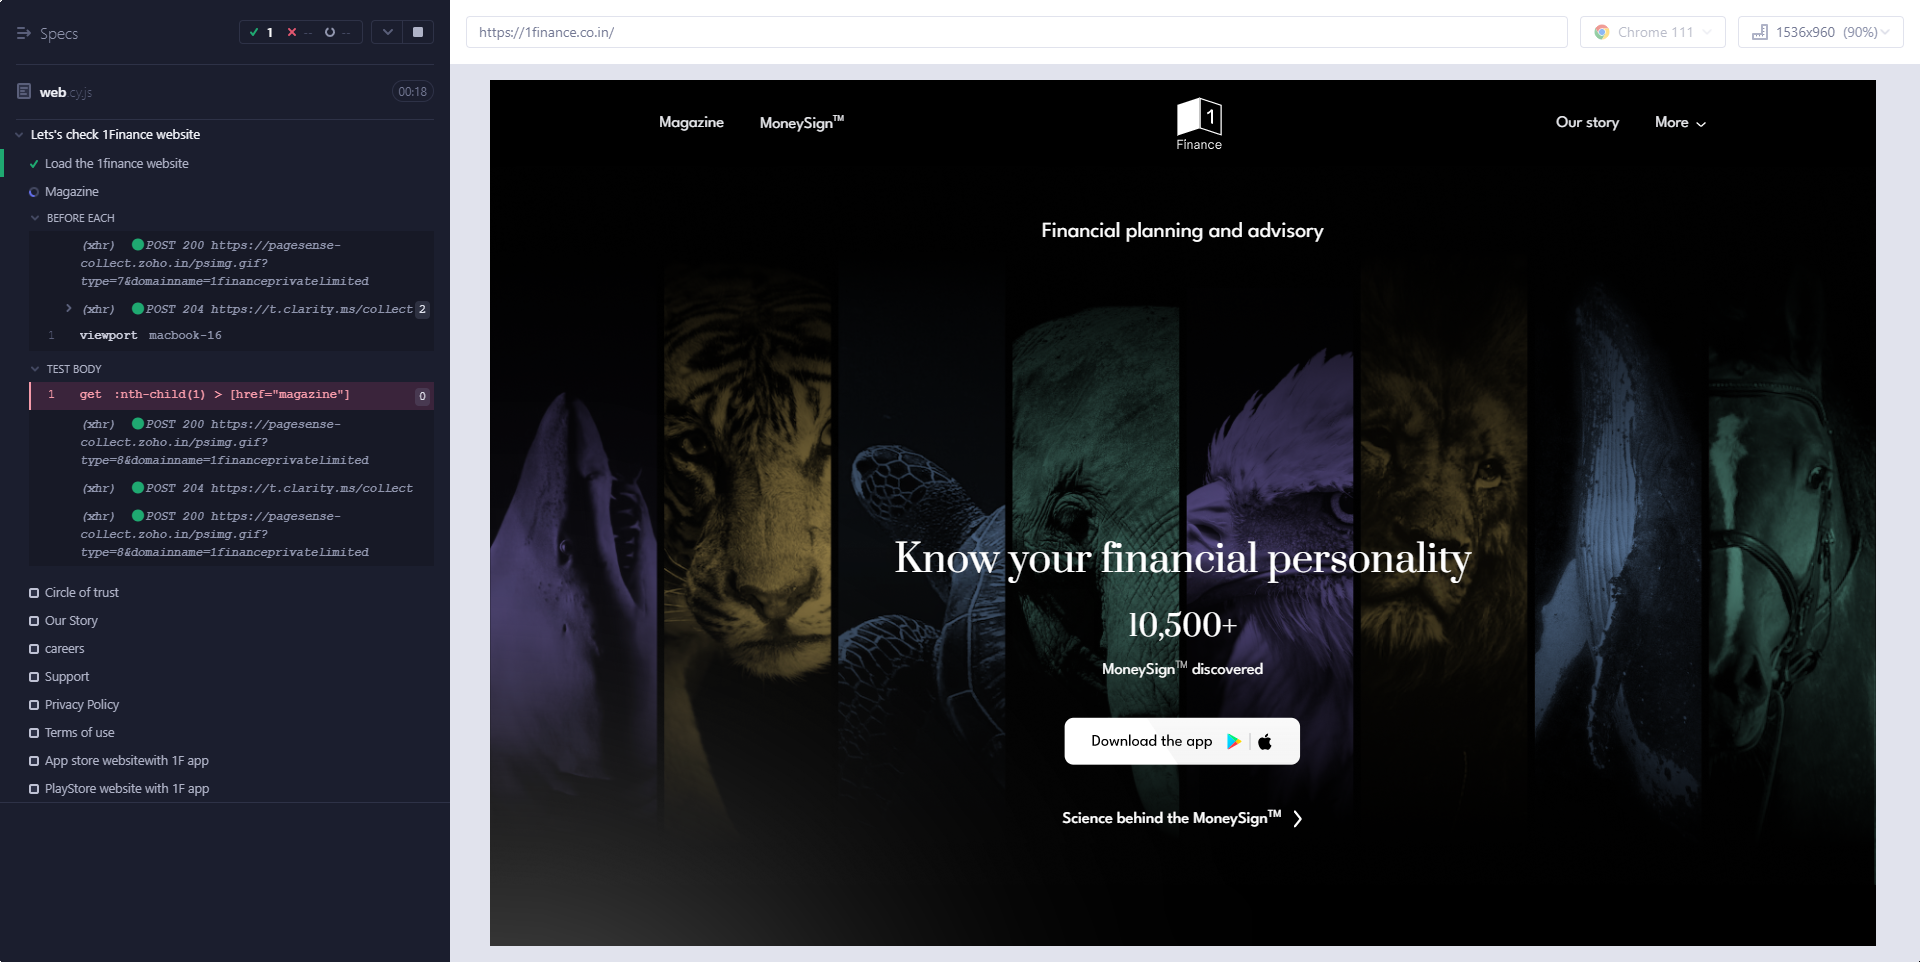 Specs
1
--
--
web.cy.js
00:18
Lets's check 1Finance website
Load the 1finance website
Magazine
BEFORE EACH
(xhr) POST 200 https://pagesense-
collect.zoho.in/psimg.gif?
type=7&domainname=1financeprivatelimited
(xhr) POST 204 https://t.clarity.ms/collect 2
1 viewport macbook-16
TEST BODY
1 get :nth-child(1) > [href="magazine"] 0
(xhr) POST 200 https://pagesense-
collect.zoho.in/psimg.gif?
type=8&domainname=1financeprivatelimited
(xhr) POST 204 https://t.clarity.ms/collect
(xhr) POST 200 https://pagesense-
collect.zoho.in/psimg.gif?
type=8&domainname=1financeprivatelimited
Circle of trust
Our Story
careers
Support
Privacy Policy
Terms of use
App store websitewith 1F app
PlayStore website with 1F app
https://1finance.co.in/
Chrome 111
1536x960 (90%)
Magazine
MoneySign™
1
Finance
Our story
More
Financial planning and advisory
Know your financial personality
10,500+
MoneySign™ discovered
Download the app
Science behind the MoneySign™